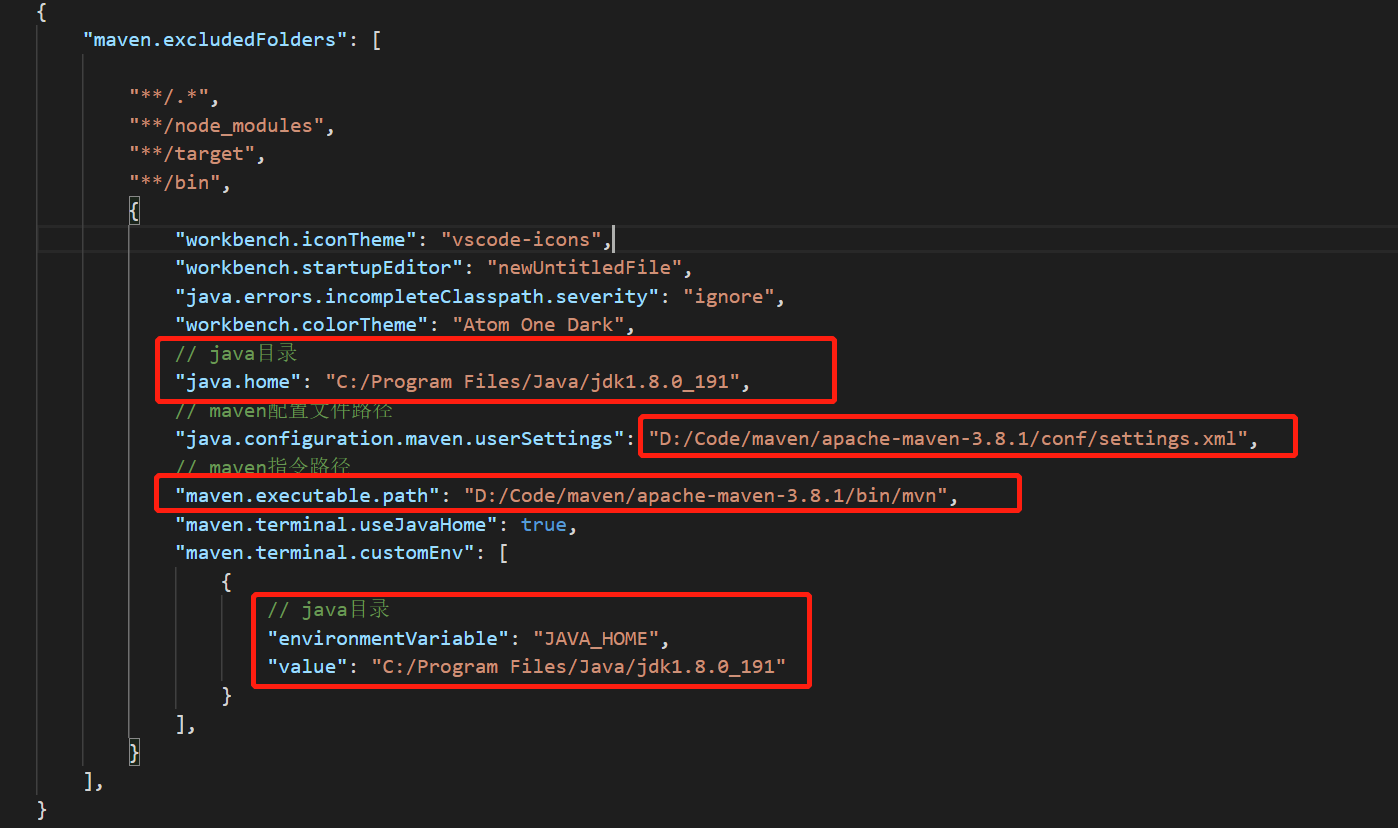 {
"maven.excludedFolders": [
"**/.*",
"**/node_modules",
"**/target",
"**/bin",
{
"workbench.iconTheme": "vscode-icons",
"workbench.startupEditor": "newUntitledFile",
"java.errors.incompleteClasspath.severity": "ignore",
"workbench.colorTheme": "Atom One Dark",
// java目录
"java.home": "C:/Program Files/Java/jdk1.8.0_191",
// maven配置文件路径
"java.configuration.maven.userSettings": "D:/Code/maven/apache-maven-3.8.1/conf/settings.xml",
// maven指令路径
"maven.executable.path": "D:/Code/maven/apache-maven-3.8.1/bin/mvn",
"maven.terminal.useJavaHome": true,
"maven.terminal.customEnv": [
{
// java目录
"environmentVariable": "JAVA_HOME",
"value": "C:/Program Files/Java/jdk1.8.0_191"
}
],
}
],
}